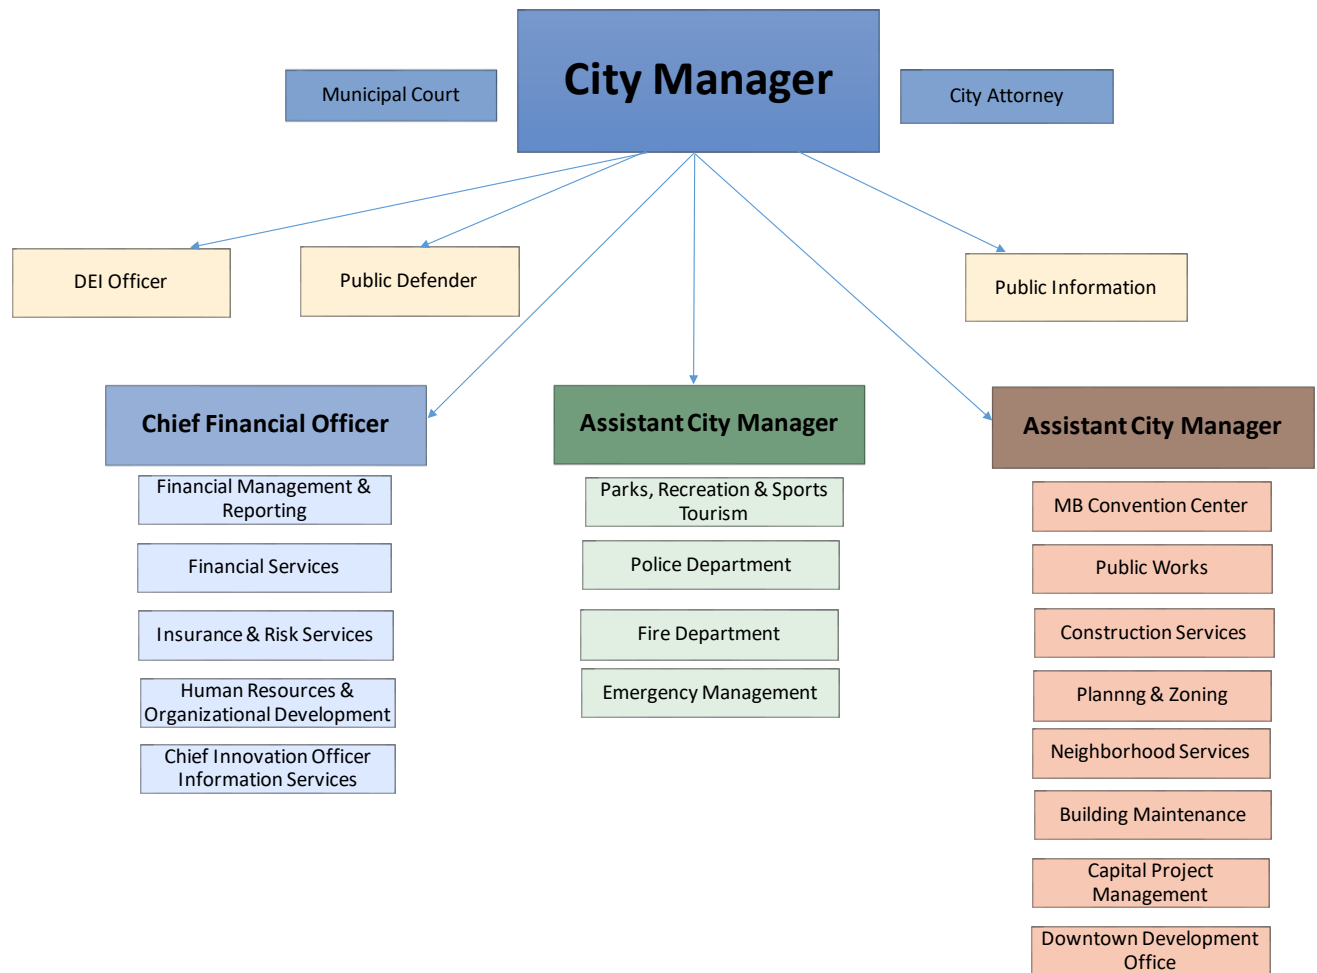 City Manager
Municipal Court
City Attorney
DEI Officer
Public Defender
Public Information
Chief Financial Officer
Financial Management &
Reporting
Financial Services
Insurance & Risk Services
Human Resources &
Organizational Development
Chief Innovation Officer
Information Services
Assistant City Manager
Parks, Recreation & Sports
Tourism
Police Department
Fire Department
Emergency Management
Assistant City Manager
MB Convention Center
Public Works
Construction Services
Plannng & Zoning
Neighborhood Services
Building Maintenance
Capital Project
Management
Downtown Development
Office